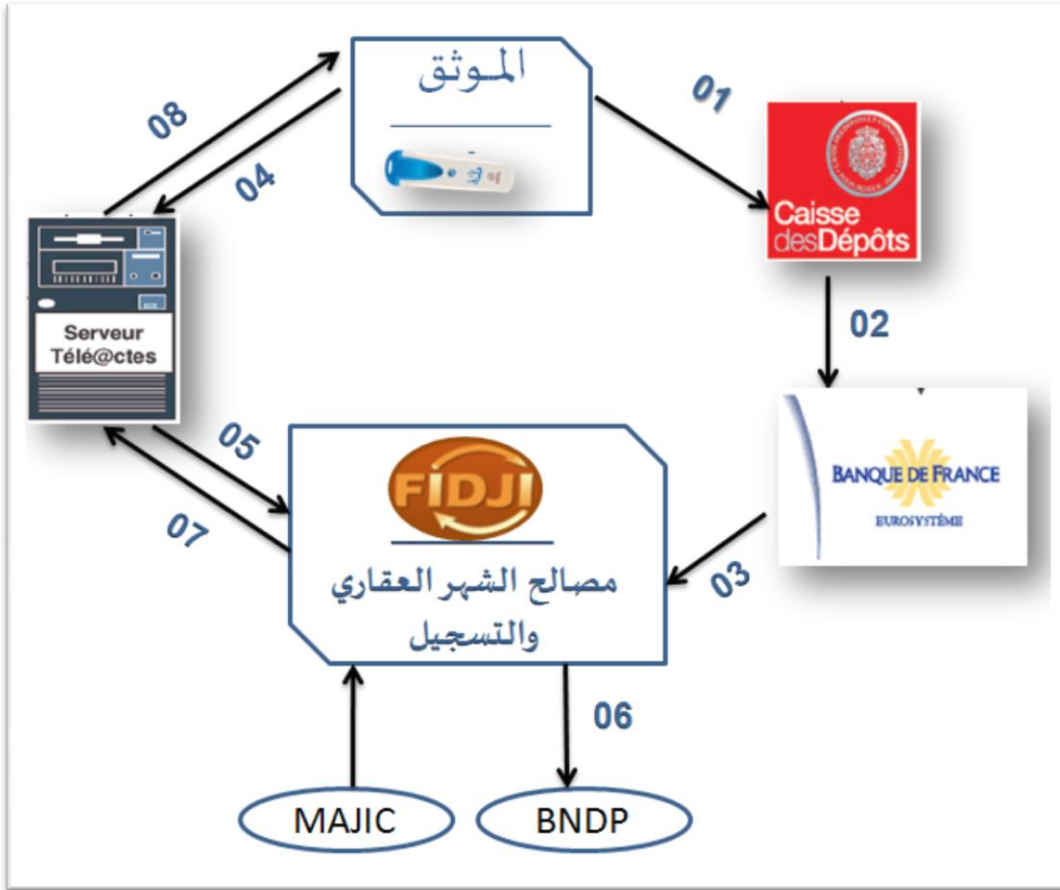 الموثق
01
08
04
Caisse
desDépôts
02
Serveur
Télé@ctes
BANQUE DE FRANCE
EUROSYSTÈME
05
FIDJI
07
03
مصالح الشهر العقاري
والتسجيل
06
MAJIC
BNDP